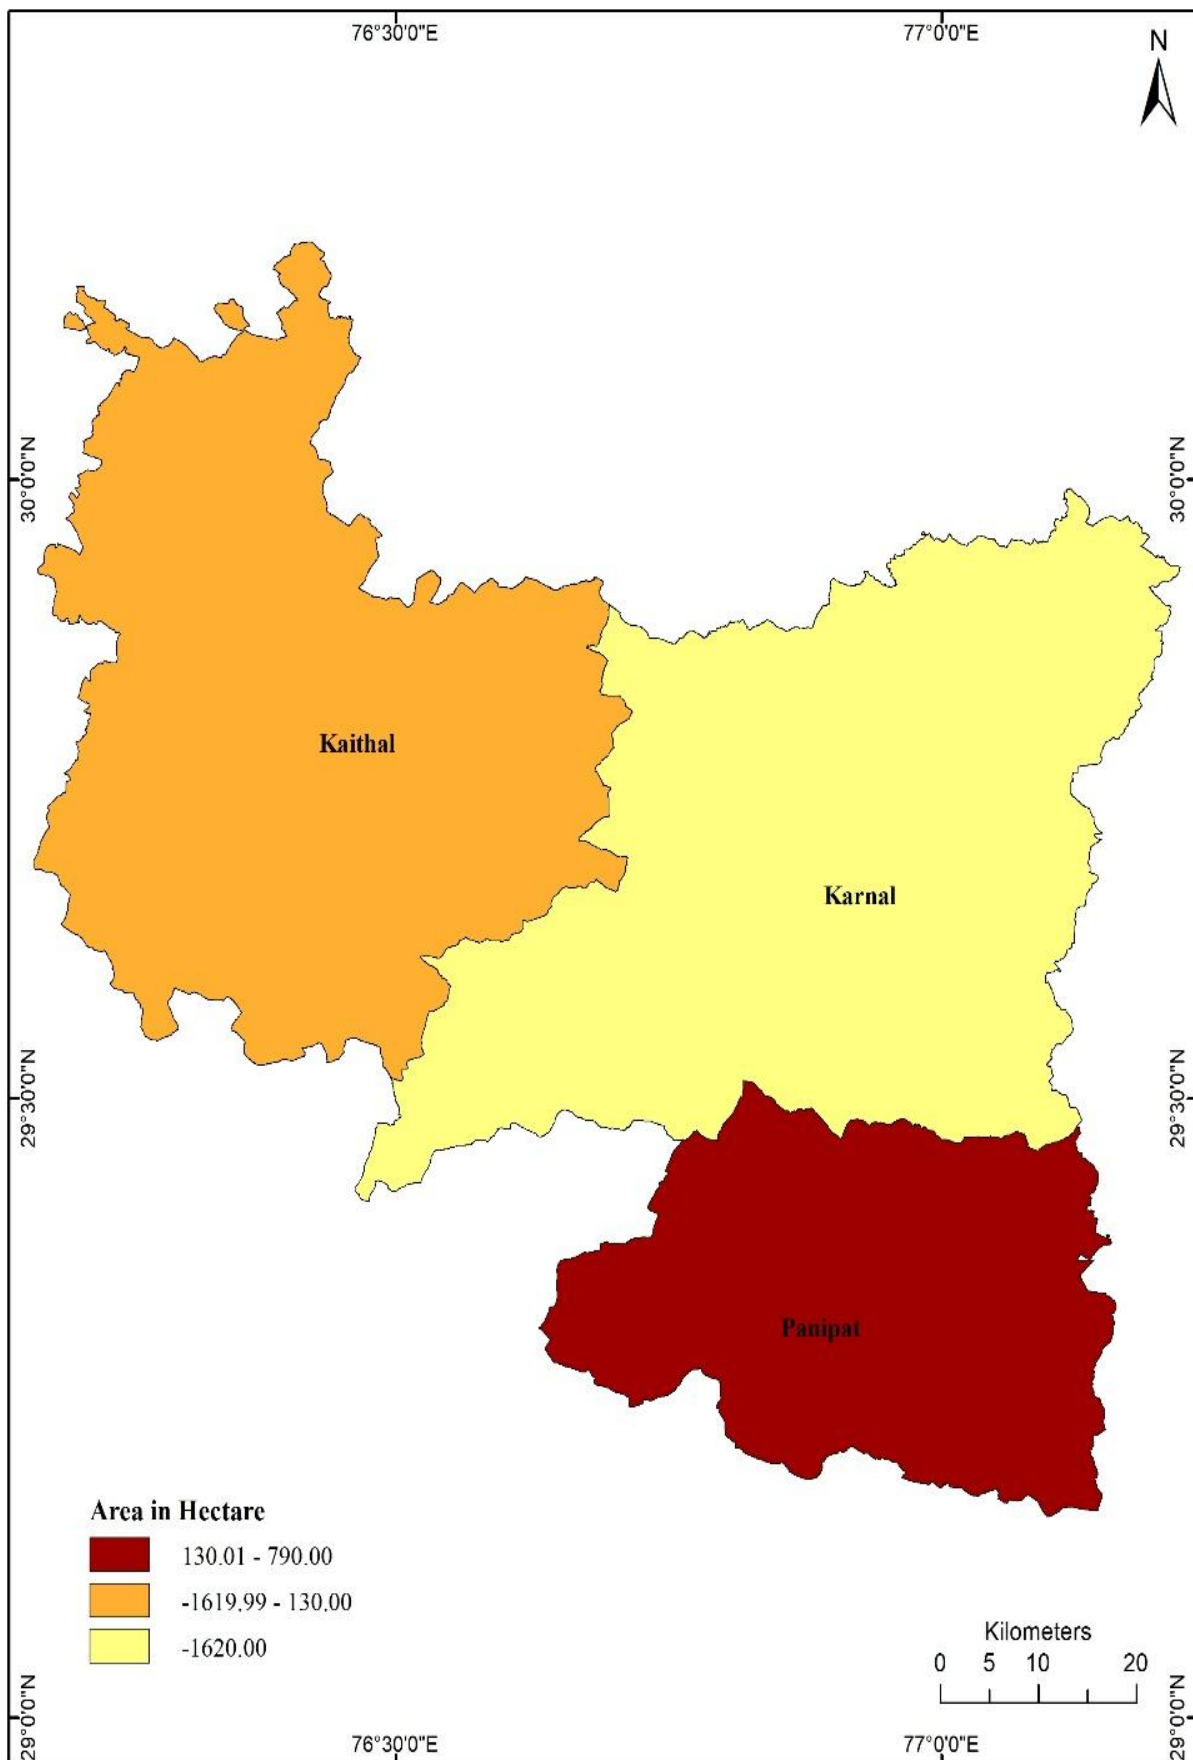 76°30'0"E
77°0'0"E
N
30°0'0"N
30°0'0"N
Kaithal
Karnal
29°30'0"N
29°30'0"N
Panipat
Area in Hectare
130.01 - 790.00
-1619.99 - 130.00
-1620.00
Kilometers
0 5 10 20
29°0'0"N
29°0'0"N
76°30'0"E
77°0'0"E